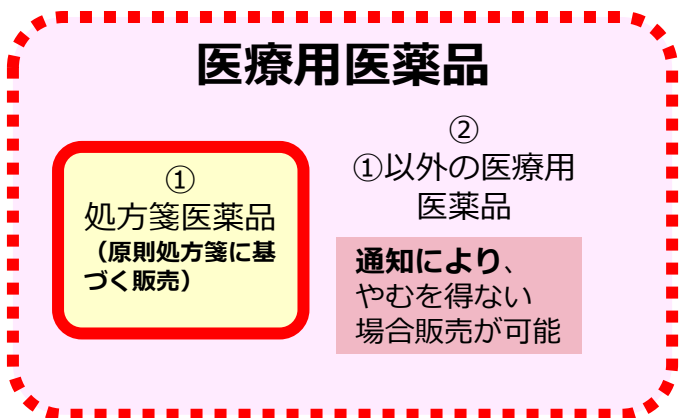 医療用医薬品
①
処方箋医薬品
（原則処方箋に基
づく販売）
②
①以外の医療用
医薬品
通知により、
やむを得ない
場合販売が可能